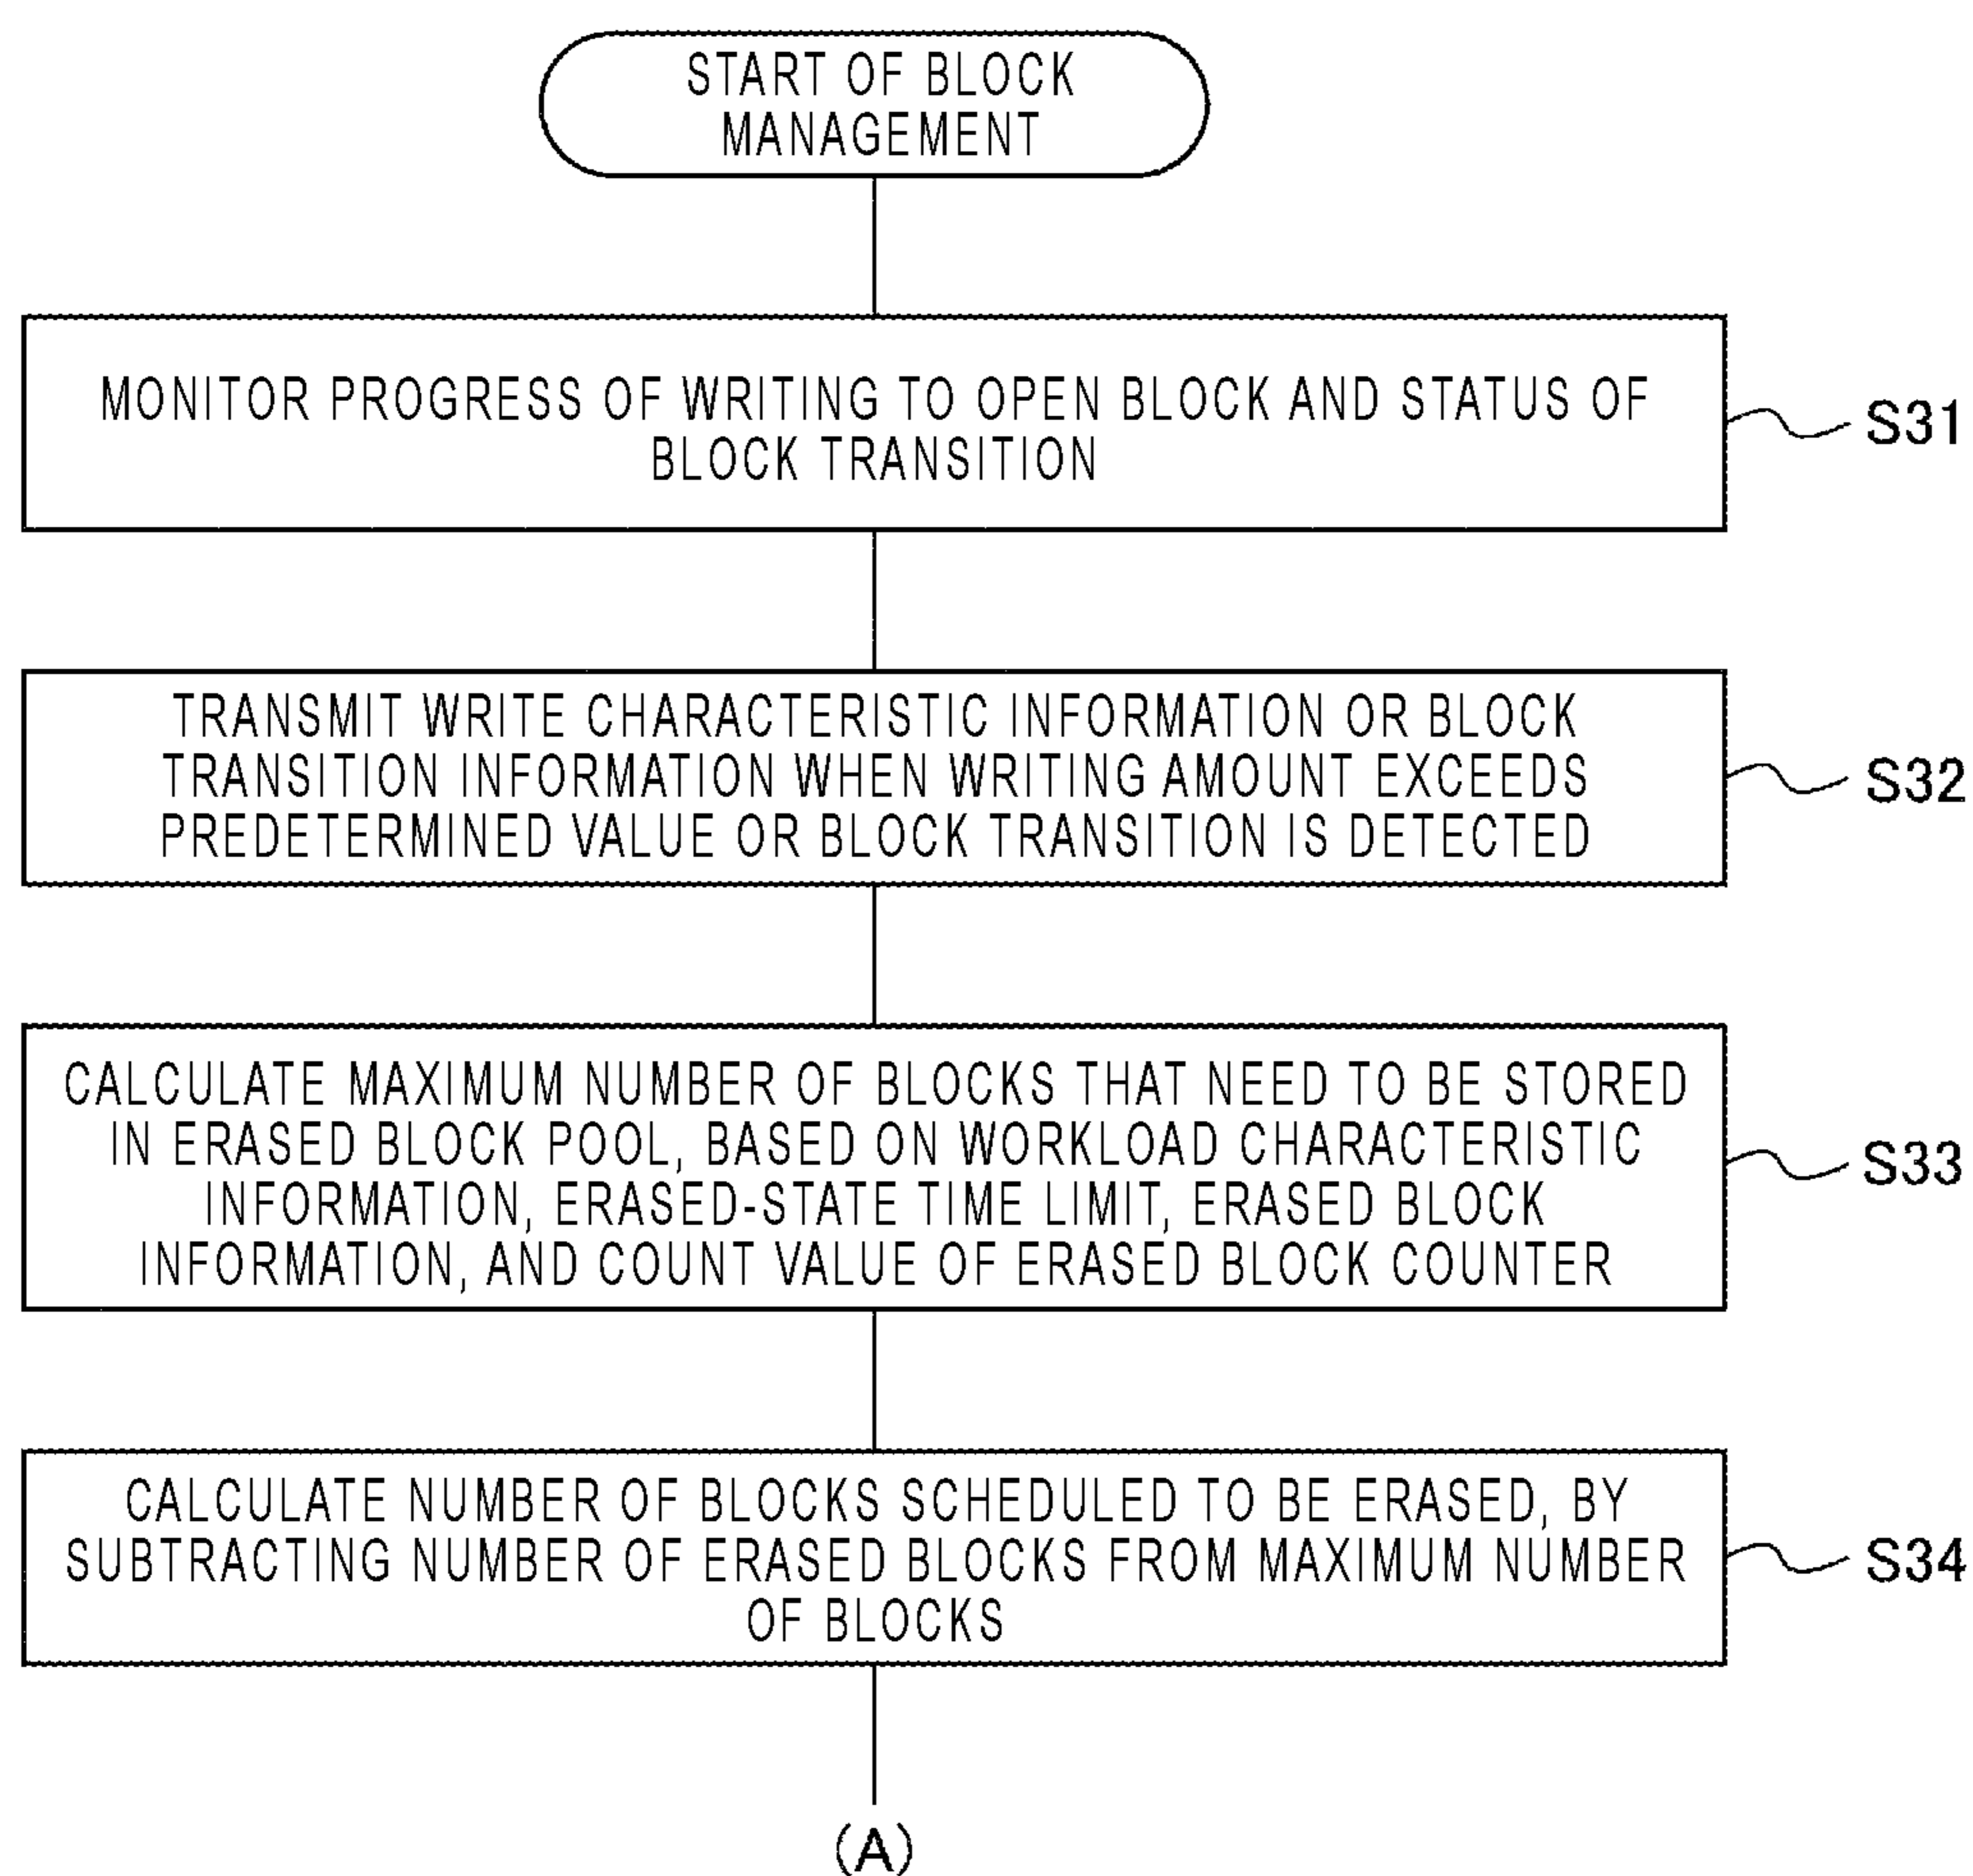 START OF BLOCK
MANAGEMENT
MONITOR PROGRESS OF WRITING TO OPEN BLOCK AND STATUS OF
BLOCK TRANSITION
S31
TRANSMIT WRITE CHARACTERISTIC INFORMATION OR BLOCK
TRANSITION INFORMATION WHEN WRITING AMOUNT EXCEEDS
PREDETERMINED VALUE OR BLOCK TRANSITION IS DETECTED
S32
CALCULATE MAXIMUM NUMBER OF BLOCKS THAT NEED TO BE STORED
IN ERASED BLOCK POOL, BASED ON WORKLOAD CHARACTERISTIC
INFORMATION, ERASED-STATE TIME LIMIT, ERASED BLOCK
INFORMATION, AND COUNT VALUE OF ERASED BLOCK COUNTER
S33
CALCULATE NUMBER OF BLOCKS SCHEDULED TO BE ERASED, BY
SUBTRACTING NUMBER OF ERASED BLOCKS FROM MAXIMUM NUMBER
OF BLOCKS
S34
(A)